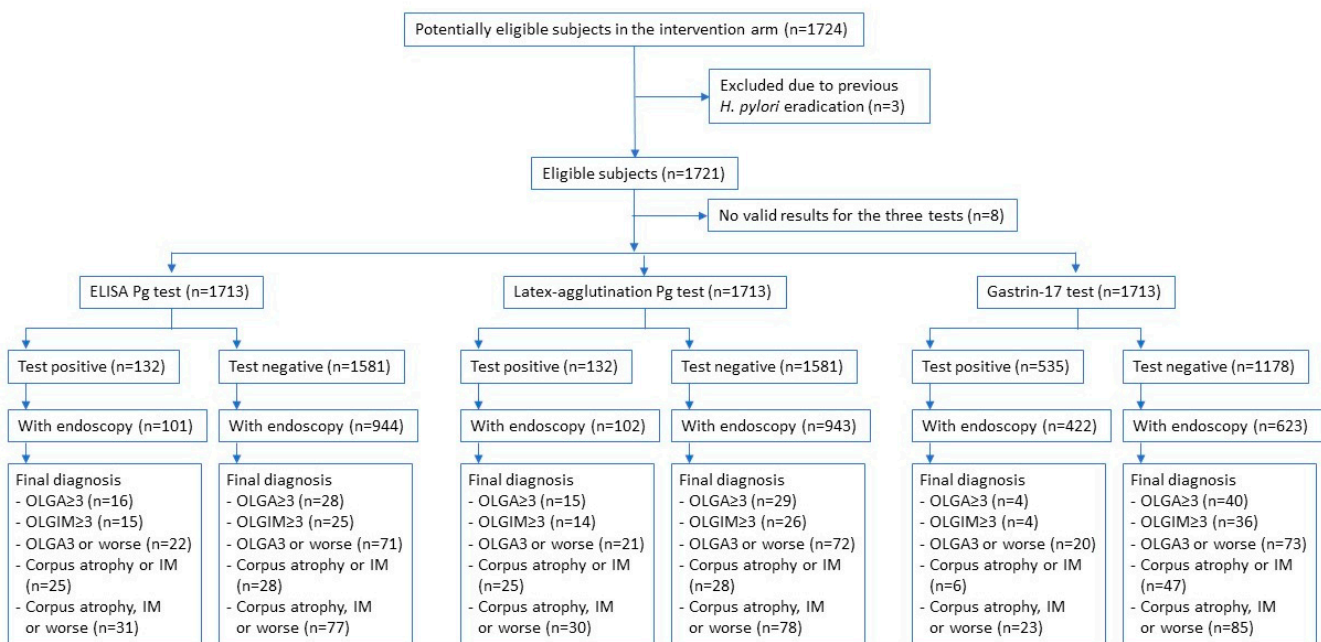 Potentially eligible subjects in the intervention arm (n=1724)
Excluded due to previous
H. pylori eradication (n=3)
Eligible subjects (n=1721)
No valid results for the three tests (n=8)
ELISA Pg test (n=1713)
Latex-agglutination Pg test (n=1713)
Gastrin-17 test (n=1713)
Test positive (n=132)
Test negative (n=1581)
Test positive (n=132)
Test negative (n=1581)
Test positive (n=535)
Test negative (n=1178)
With endoscopy (n=101)
With endoscopy (n=944)
With endoscopy (n=102)
With endoscopy (n=943)
With endoscopy (n=422)
With endoscopy (n=623)
Final diagnosis
- OLGA≥3 (n=16)
- OLGIM≥3 (n=15)
- OLGA3 or worse (n=22)
- Corpus atrophy or IM
(n=25)
- Corpus atrophy, IM
or worse (n=31)
Final diagnosis
- OLGA≥3 (n=28)
- OLGIM≥3 (n=25)
- OLGA3 or worse (n=71)
- Corpus atrophy or IM
(n=28)
- Corpus atrophy, IM
or worse (n=77)
Final diagnosis
- OLGA≥3 (n=15)
- OLGIM≥3 (n=14)
- OLGA3 or worse (n=21)
- Corpus atrophy or IM
(n=25)
- Corpus atrophy, IM
or worse (n=30)
Final diagnosis
- OLGA≥3 (n=29)
- OLGIM≥3 (n=26)
- OLGA3 or worse (n=72)
- Corpus atrophy or IM
(n=28)
- Corpus atrophy, IM
or worse (n=78)
Final diagnosis
- OLGA≥3 (n=4)
- OLGIM≥3 (n=4)
- OLGA3 or worse (n=20)
- Corpus atrophy or IM
(n=6)
- Corpus atrophy, IM
or worse (n=23)
Final diagnosis
- OLGA≥3 (n=40)
- OLGIM≥3 (n=36)
- OLGA3 or worse (n=73)
- Corpus atrophy or IM
(n=47)
- Corpus atrophy, IM
or worse (n=85)